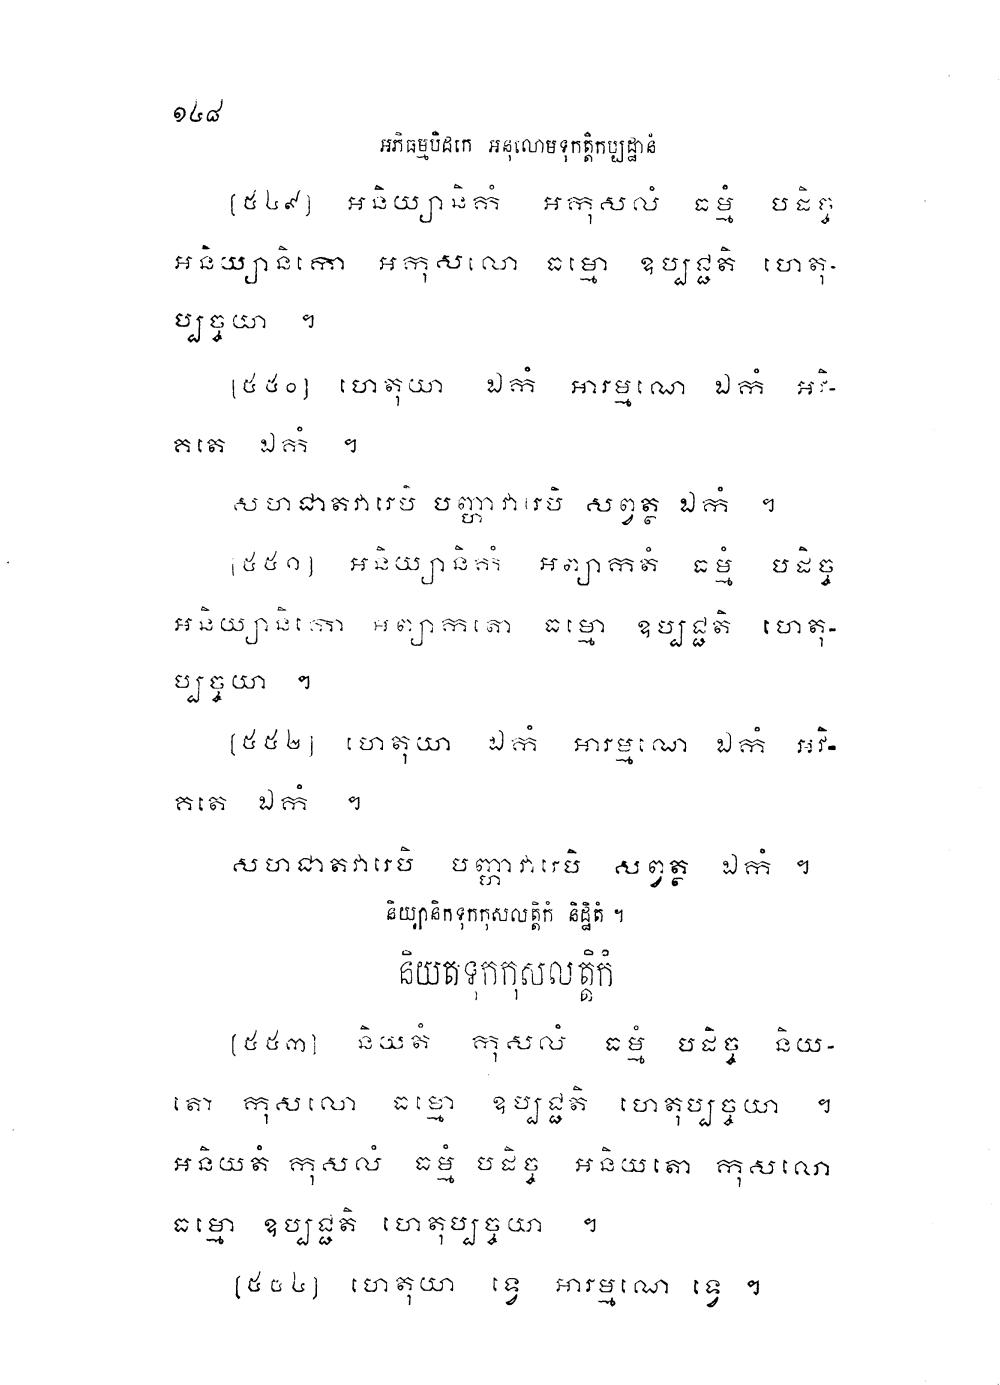 ១៤៨
អភិធម្មបិដកេ អនុលោមទុកត្តិកប្បដ្ឋានំ
[៥៤៩] អនិយ្យានិកំ អកុសលំ ធម្មំ បដិច្ច
អនិយ្យានិកោ អកុសលោ ធម្មោ ឧប្បជ្ជតិ ហេតុ-
ប្បច្ចយា ។
[៥៥០] ហេតុយា ឯកំ អារម្មណេ ឯកំ អវិ-
គតេ ឯកំ ។
សហជាតវារេបិ បញ្ហាវារេបិ សព្វត្ថ ឯកំ ។
[៥៥១] អនិយ្យានិកំ អព្យាកតំ ធម្មំ បដិច្ច
អនិយ្យានិកោ អព្យាកតោ ធម្មោ ឧប្បជ្ជតិ ហេតុ-
ប្បច្ចយា ។
[៥៥២] ហេតុយា ឯកំ អារម្មណេ ឯកំ អវិ-
គតេ ឯកំ ។
សហជាតវារេបិ បញ្ហាវារេបិ សព្វត្ថ ឯកំ ។
និយ្យានិកទុកកុសលត្តិកំ និដ្ឋិតំ ។
និយតទុកកុសលត្តិកំ
[៥៥៣] និយតំ កុសលំ ធម្មំ បដិច្ច និយ-
តោ កុសលោ ធម្មោ ឧប្បជ្ជតិ ហេតុប្បច្ចយា ។
អនិយតំ កុសលំ ធម្មំ បដិច្ច អនិយតោ កុសលោ
ធម្មោ ឧប្បជ្ជតិ ហេតុប្បច្ចយា ។
[៥៥៤] ហេតុយា ទ្វេ អារម្មណេ ទ្វេ ។